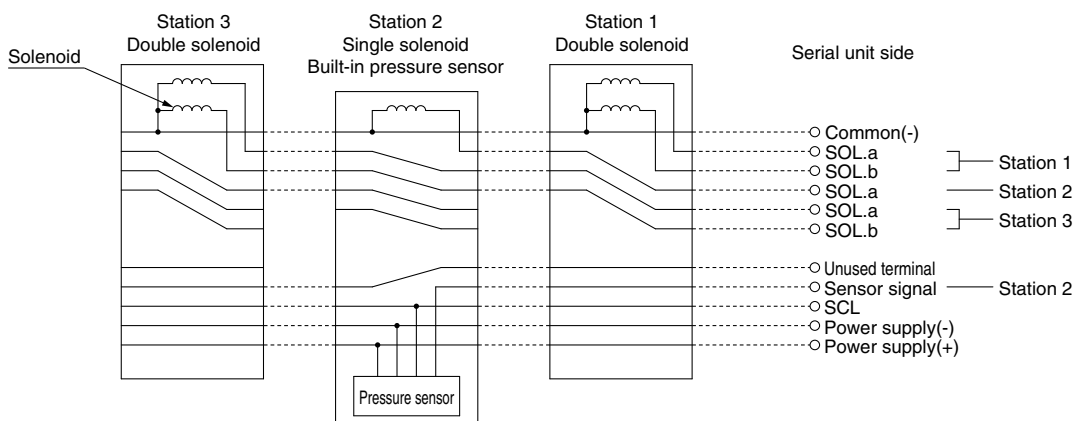 Station 3
Double solenoid
Station 2
Single solenoid
Built-in pressure sensor
Station 1
Double solenoid
Serial unit side
Solenoid
Common(-)
SOL.a
SOL.b
Station 1
SOL.a
Station 2
SOL.a
SOL.b
Station 3
Unused terminal
Sensor signal
Station 2
SCL
Power supply(-)
Power supply(+)
Pressure sensor